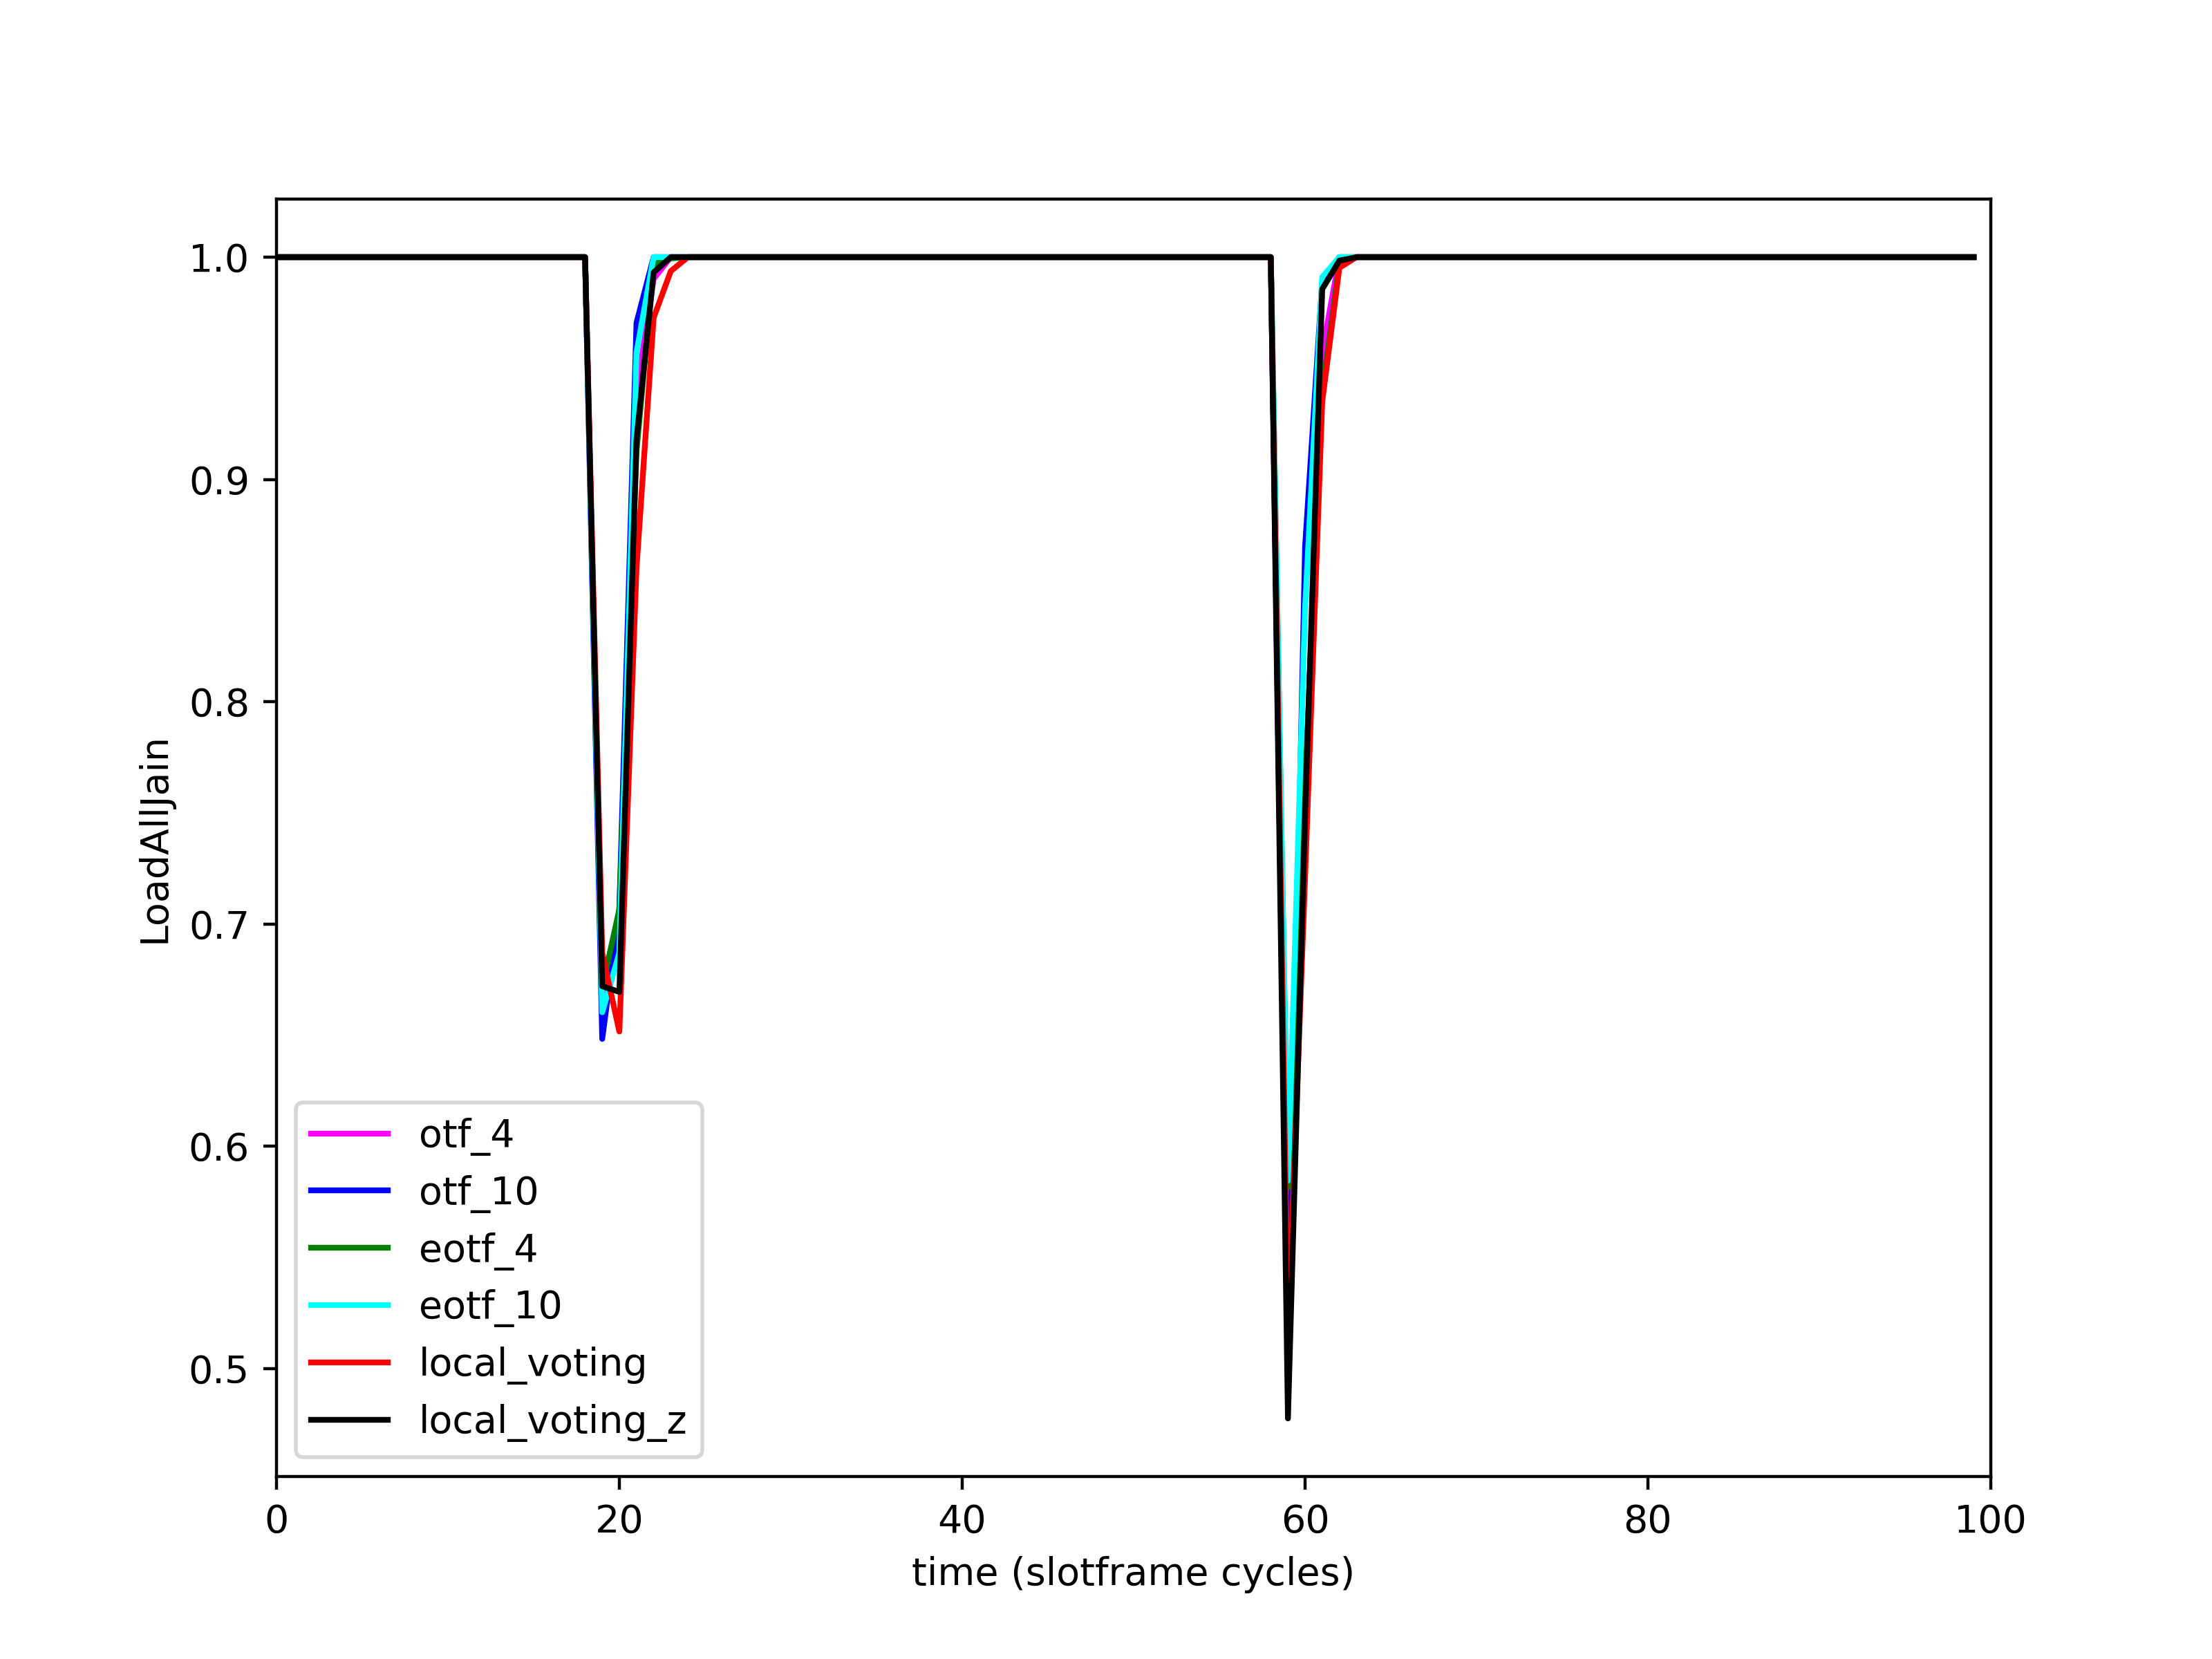 1.0
0.9
0.8
0.7
0.6
0.5
LoadAllJain
otf_4
otf_10
eotf_4
eotf_10
local_voting
local_voting_z
0 20 40 60 80 100
time (slotframe cycles)